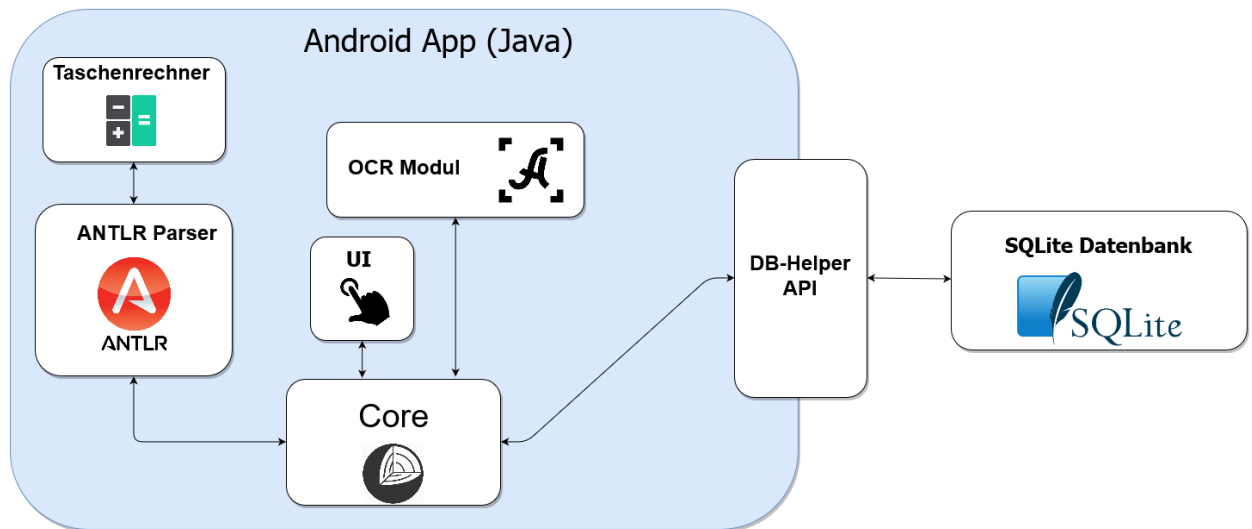 Android App (Java)
Taschenrechner
OCR Modul
ANTLR Parser
ANTLR
UI
Core
DB-Helper
API
SQLite Datenbank
SQLite